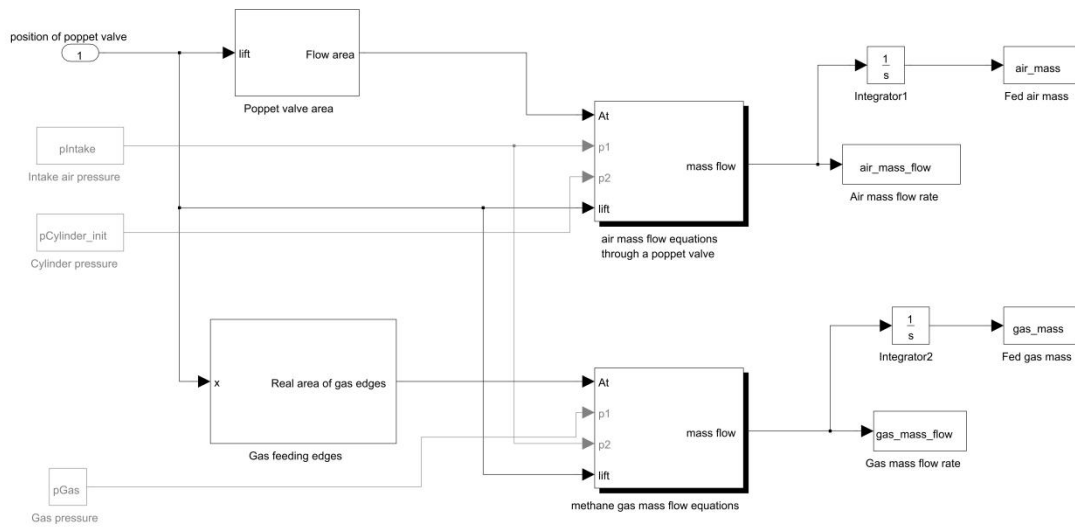 position of poppet valve
1
lift
Flow area
Poppet valve area
pIntake
Intake air pressure
pCylinder_init
Cylinder pressure
At
p1
p2
lift
mass flow
air mass flow equations
through a poppet valve
1
s
Integrator1
air_mass
Fed air mass
air_mass_flow
Air mass flow rate
x
Real area of gas edges
Gas feeding edges
pGas
Gas pressure
At
p1
p2
lift
mass flow
methane gas mass flow equations
1
s
Integrator2
gas_mass
Fed gas mass
gas_mass_flow
Gas mass flow rate